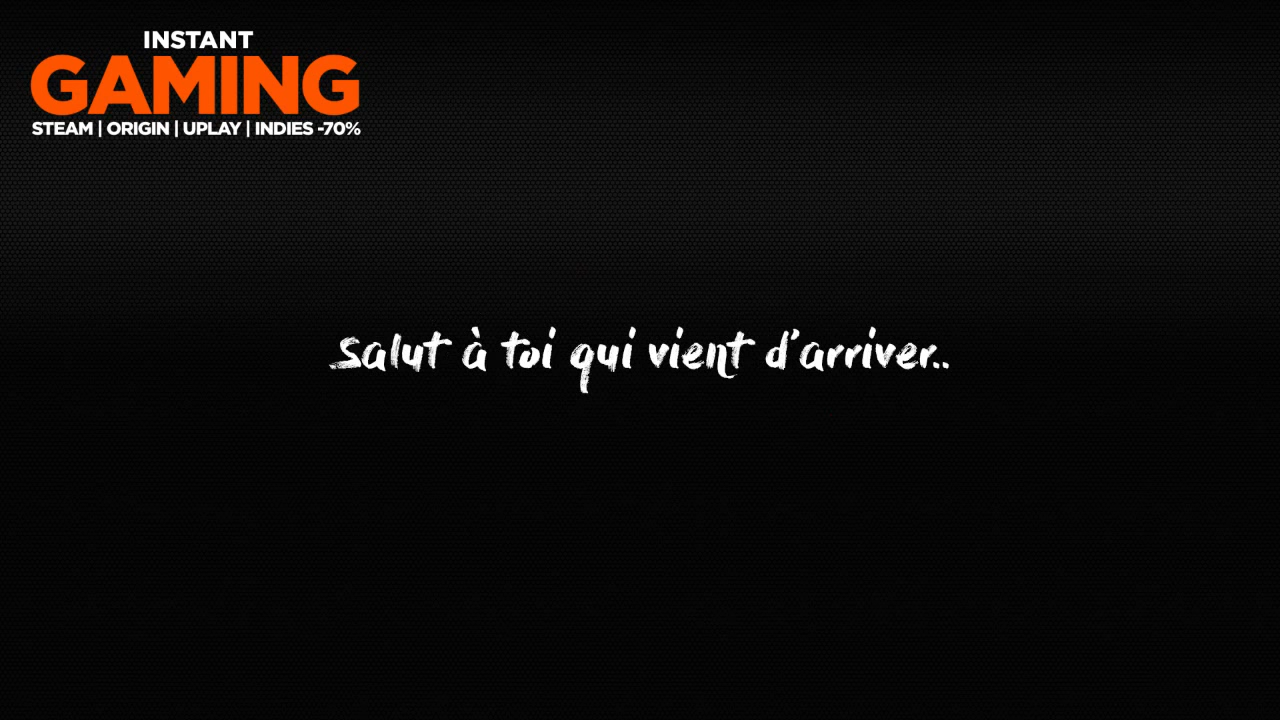 INSTANT
GAMING
STEAM | ORIGIN | UPLAY | INDIES -70%
Salut à toi qui vient d'arriver..